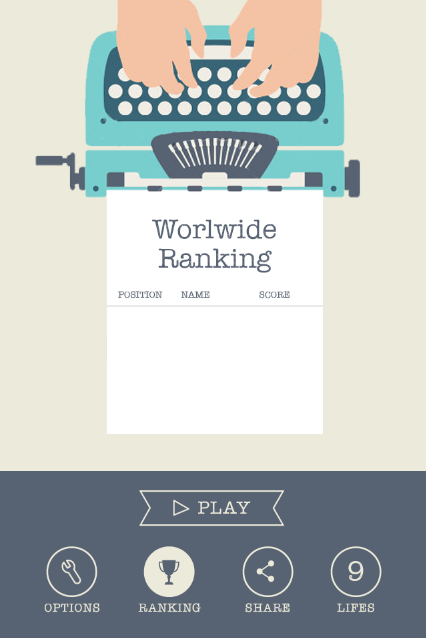 Worlwide
Ranking
POSITION NAME SCORE
PLAY
9
OPTIONS RANKING SHARE LIFES